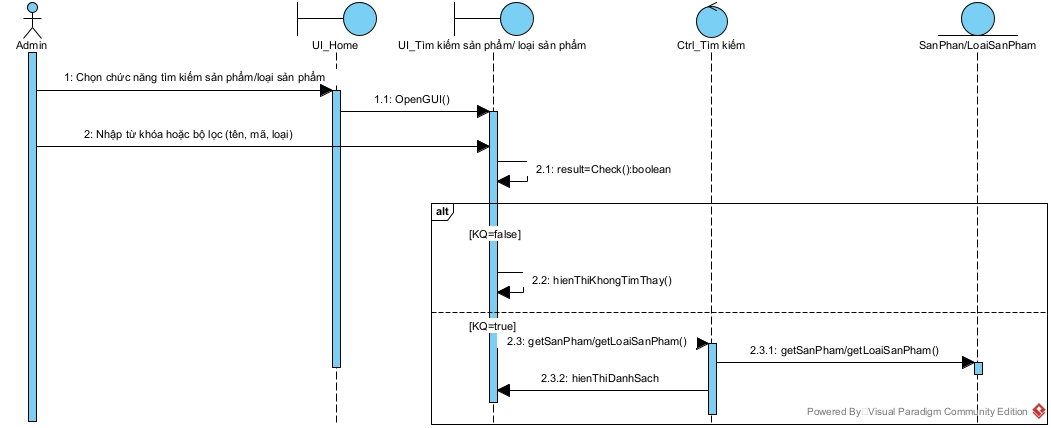 Admin
UI_Home
UI_Tìm kiếm sản phẩm/ loại sản phẩm
Ctrl_Tìm kiếm
SanPhan/LoaiSanPham
1: Chọn chức năng tìm kiếm sản phẩm/loại sản phẩm
1.1: OpenGUI()
2: Nhập từ khóa hoặc bộ lọc (tên, mã, loại)
2.1: result=Check():boolean
alt
[KQ=false]
2.2: hienThiKhongTimThay()
[KQ=true]
2.3: getSanPham/getLoaiSanPham()
2.3.1: getSanPham/getLoaiSanPham()
2.3.2: hienThiDanhSach
Powered By Visual Paradigm Community Edition